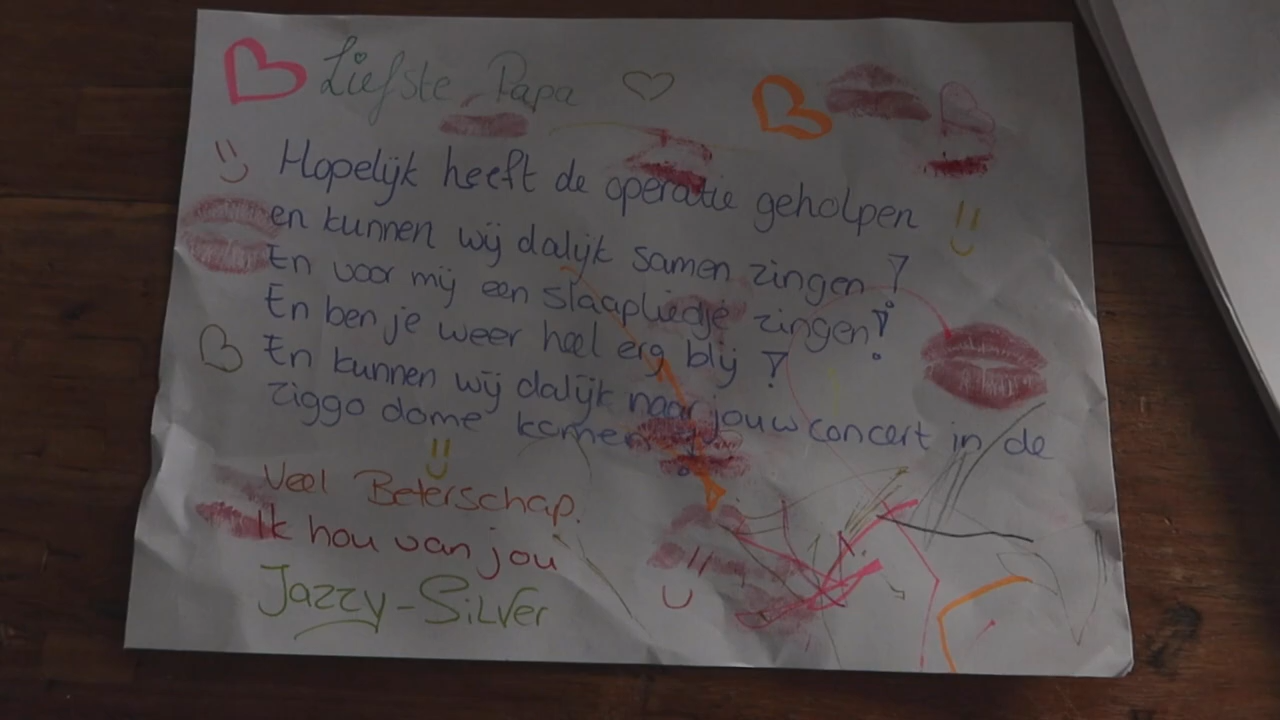 Liefste Papa
Hopelijk heeft de operatie geholpen
en kunnen wij dalijk samen zingen?
En voor mij een slaapliedje zingen?
En ben je weer heel erg blij?
En kunnen wij dalijk naar jouw concert in de
Ziggo dome komen
Veel Beterschap.
Ik hou van jou
Jazzy-Silver